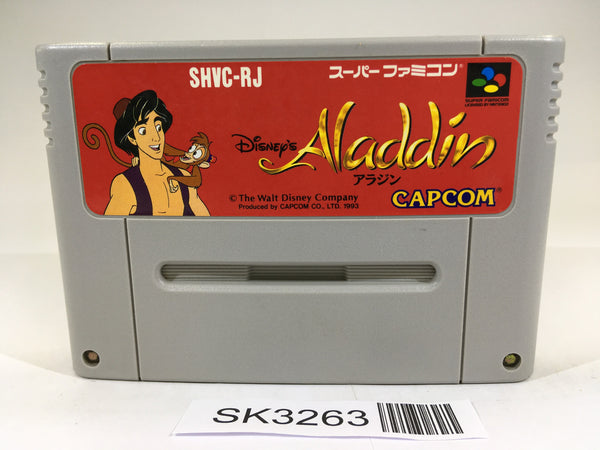 SHVC-RJ
スーパーファミコン®
SUPER FAMICOM
LICENSED BY NINTENDO
DISNEY'S Aladdin
アラジン
© The Walt Disney Company
Produced by CAPCOM CO., LTD. 1993
CAPCOM®
SK3263